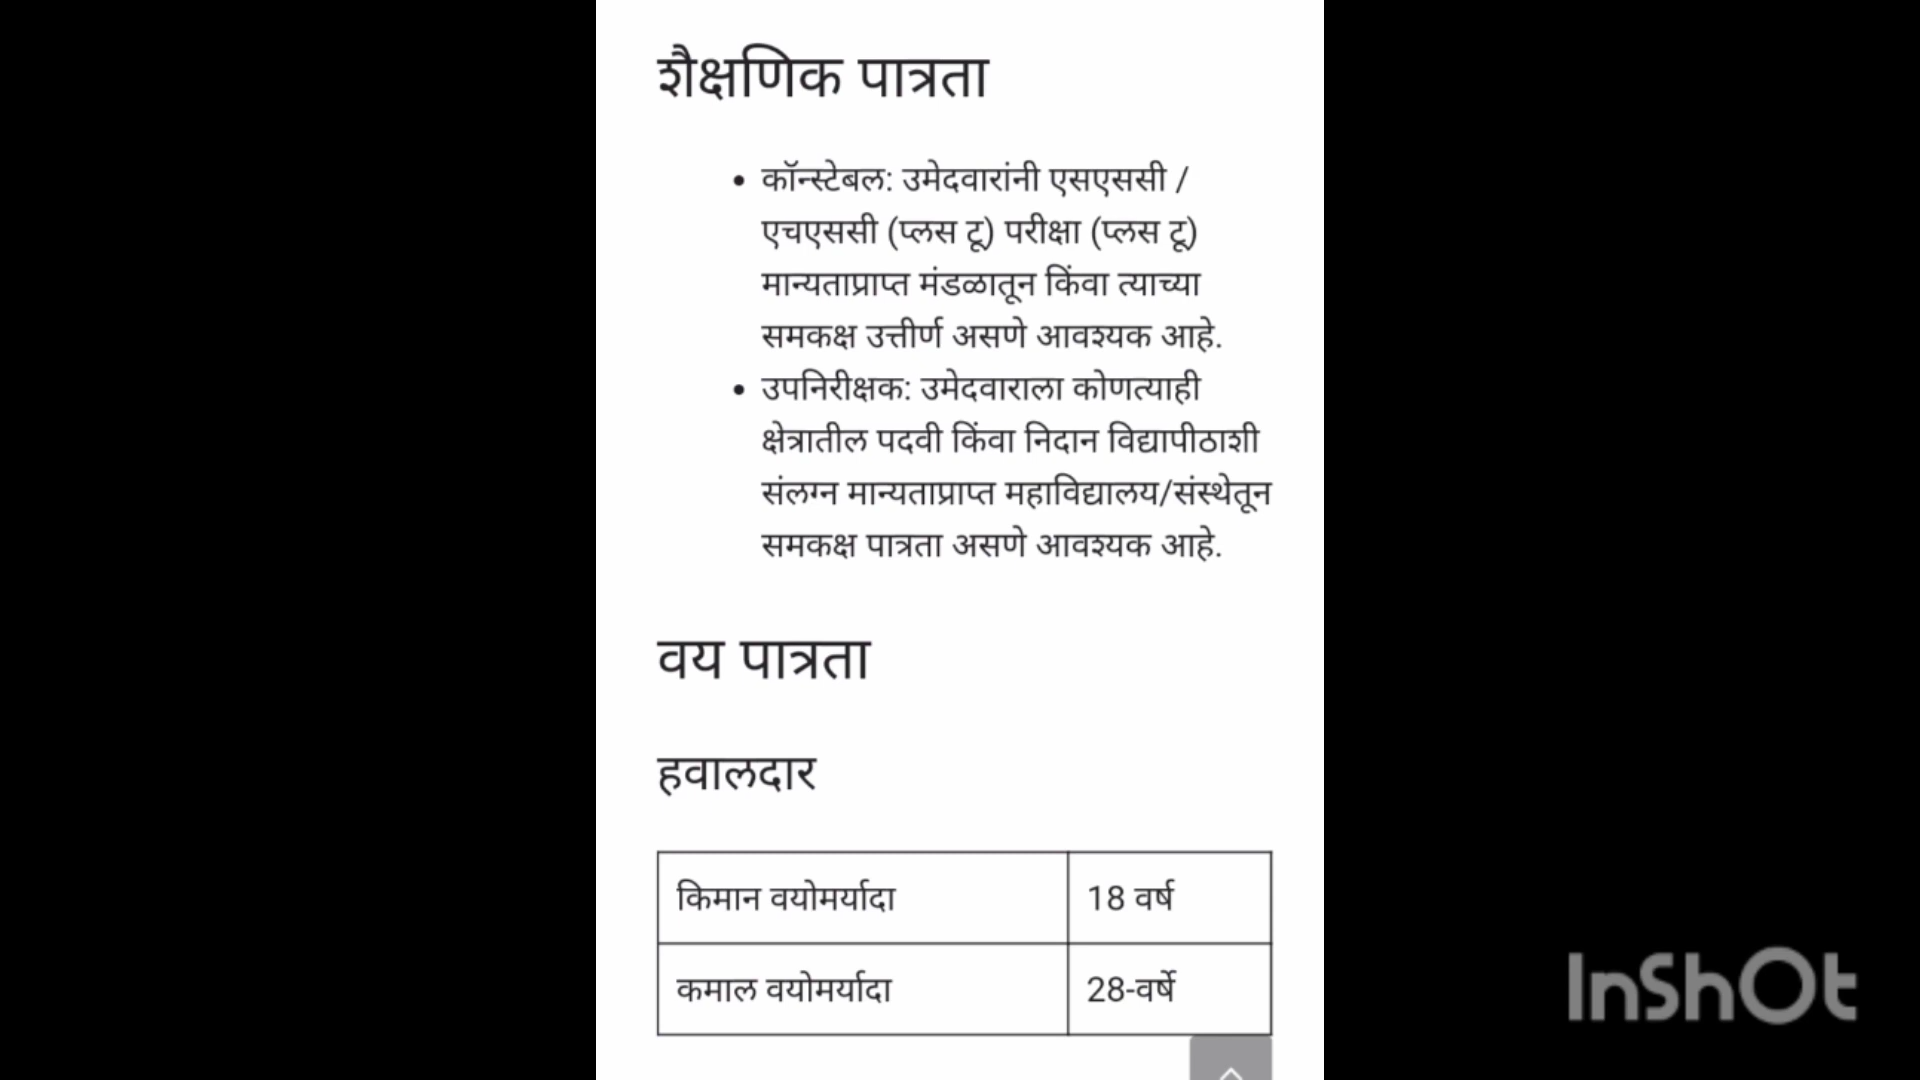 शैक्षणिक पात्रता
• कॉन्स्टेबल: उमेदवारांनी एसएससी /
एचएससी (प्लस टू) परीक्षा (प्लस टू)
मान्यताप्राप्त मंडळातून किंवा त्याच्या
समकक्ष उत्तीर्ण असणे आवश्यक आहे.
• उपनिरीक्षक: उमेदवाराला कोणत्याही
क्षेत्रातील पदवी किंवा निदान विद्यापीठाशी
संलग्न मान्यताप्राप्त महाविद्यालय/संस्थेतून
समकक्ष पात्रता असणे आवश्यक आहे.
वय पात्रता
हवालदार
किमान वयोमर्यादा 18 वर्ष
कमाल वयोमर्यादा 28-वर्षे
InShOt